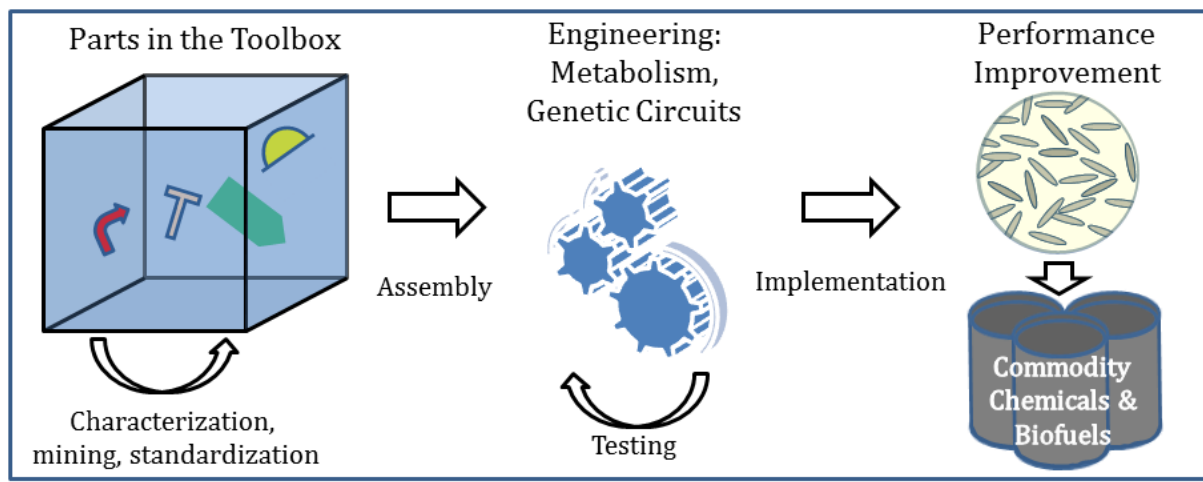 Parts in the Toolbox
Engineering:
Metabolism,
Genetic Circuits
Performance
Improvement
Assembly
Implementation
Characterization,
mining, standardization
Testing
Commodity
Chemicals &
Biofuels